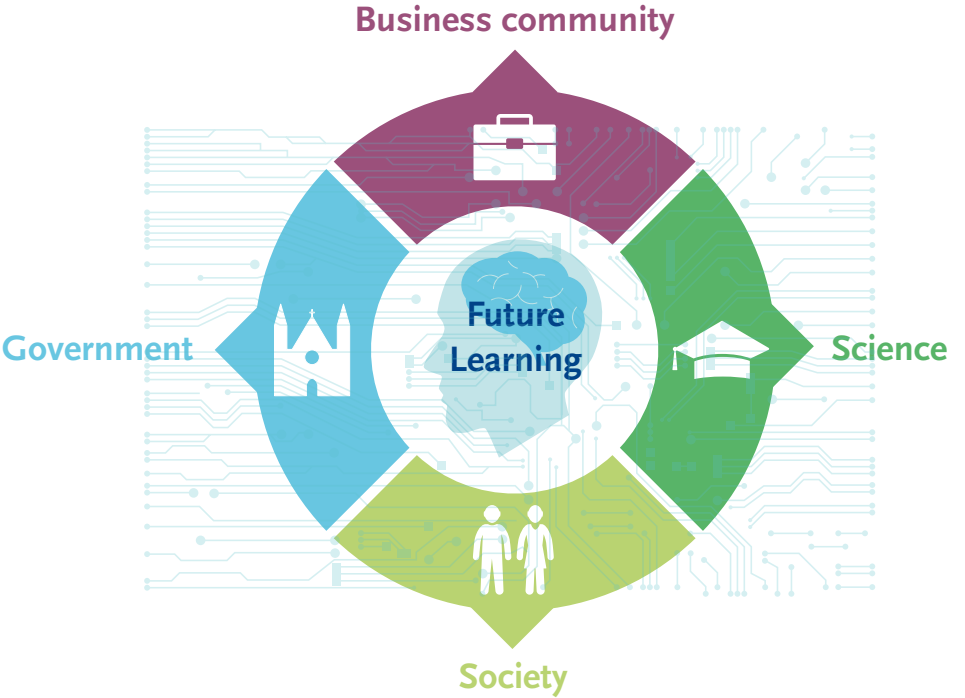 Business community
Future
Learning
Government
Science
Society